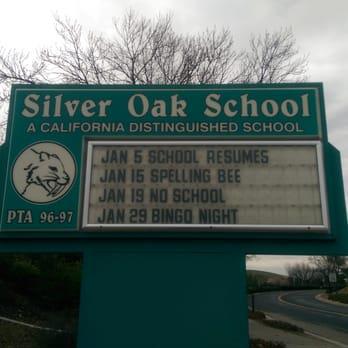 Silver Oak School
A CALIFORNIA DISTINGUISHED SCHOOL
JAN 5 SCHOOL RESUMES
JAN 15 SPELLING BEE
JAN 19 NO SCHOOL
JAN 29 BINGO NIGHT
PTA 96-97